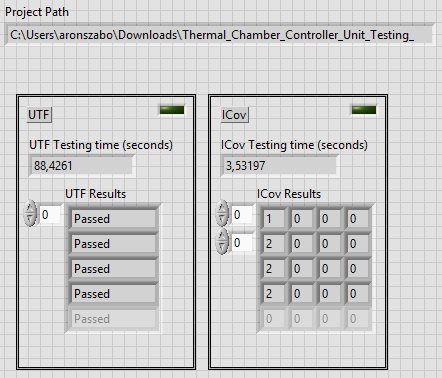 Project Path
C:\Users\aronszabo\Downloads\Thermal_Chamber_Controller_Unit_Testing_
UTF
UTF Testing time (seconds)
88,4261
UTF Results
0
Passed
Passed
Passed
Passed
Passed
ICov
ICov Testing time (seconds)
3,53197
ICov Results
0
0
1 0 0 0
2 0 0 0
2 0 0 0
2 0 0 0
0 0 0 0